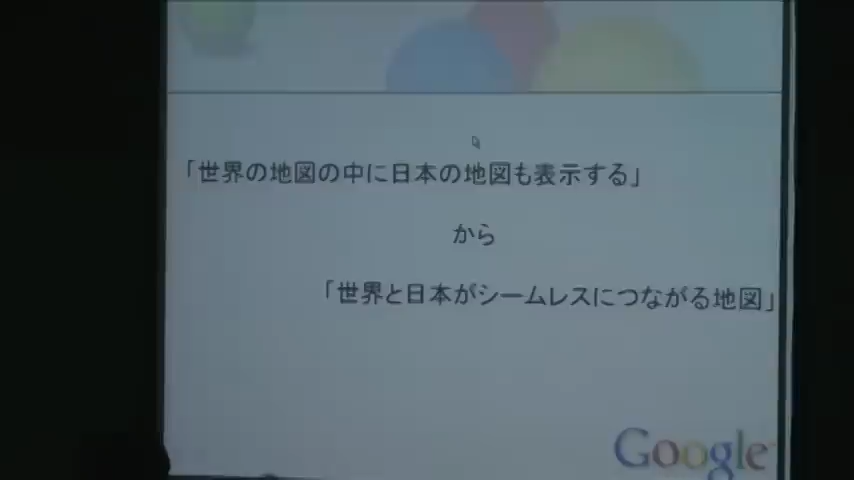 「世界の地図の中に日本の地図も表示する」
から
「世界と日本がシームレスにつながる地図」
Google